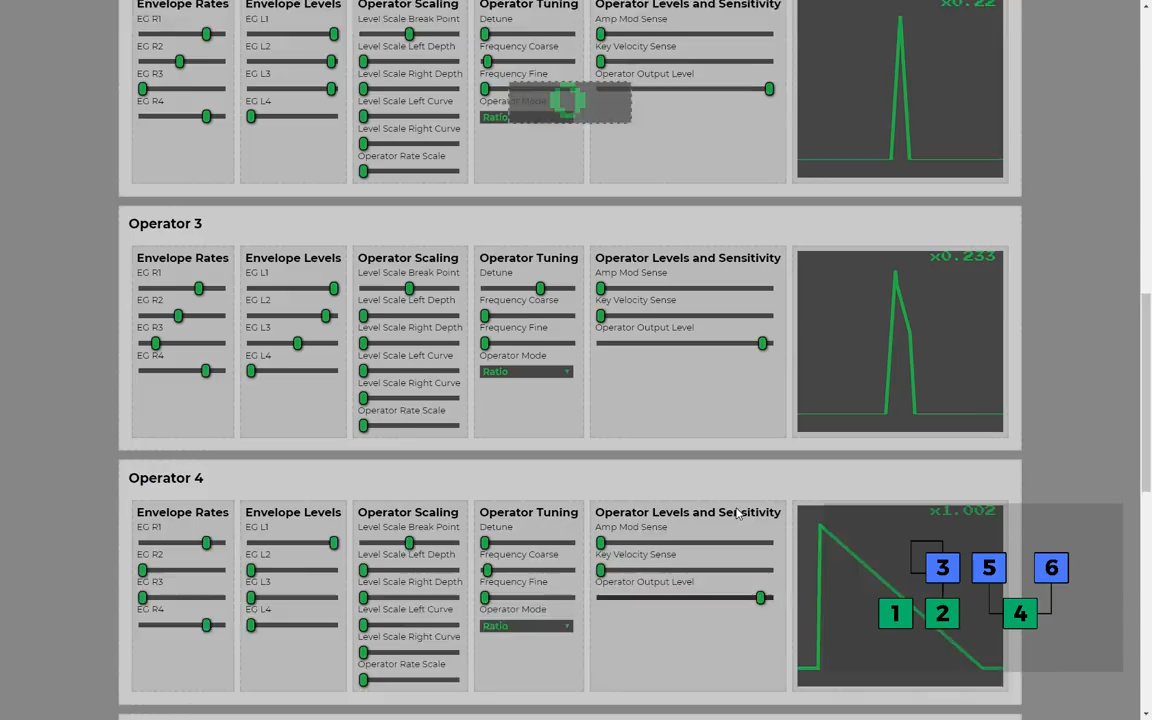 Envelope Rates Envelope Levels Operator Scaling Operator Tuning Operator Levels and Sensitivity x0.22
EG L1 Level Scale Break Point Detune Amp Mod Sense
EG R2 EG L2 Level Scale Left Depth Frequency Coarse Key Velocity Sense
EG R3 EG L3 Level Scale Right Depth Frequency Fine Operator Output Level
EG R4 EG L4 Level Scale Left Curve
Ratio
Level Scale Right Curve
Operator Rate Scale
Operator 3
Envelope Rates Envelope Levels Operator Scaling Operator Tuning Operator Levels and Sensitivity x0.233
EG R1 EG L1 Level Scale Break Point Detune Amp Mod Sense
EG R2 EG L2 Level Scale Left Depth Frequency Coarse Key Velocity Sense
EG R3 EG L3 Level Scale Right Depth Frequency Fine Operator Output Level
EG R4 EG L4 Level Scale Left Curve Operator Mode
Ratio
Level Scale Right Curve
Operator Rate Scale
Operator 4
Envelope Rates Envelope Levels Operator Scaling Operator Tuning Operator Levels and Sensitivity x1.002
EG R1 EG L1 Level Scale Break Point Detune Amp Mod Sense
EG R2 EG L2 Level Scale Left Depth Frequency Coarse Key Velocity Sense
EG R3 EG L3 Level Scale Right Depth Frequency Fine Operator Output Level
EG R4 EG L4 Level Scale Left Curve Operator Mode
Ratio
Level Scale Right Curve
Operator Rate Scale
3 5 6
1 2 4